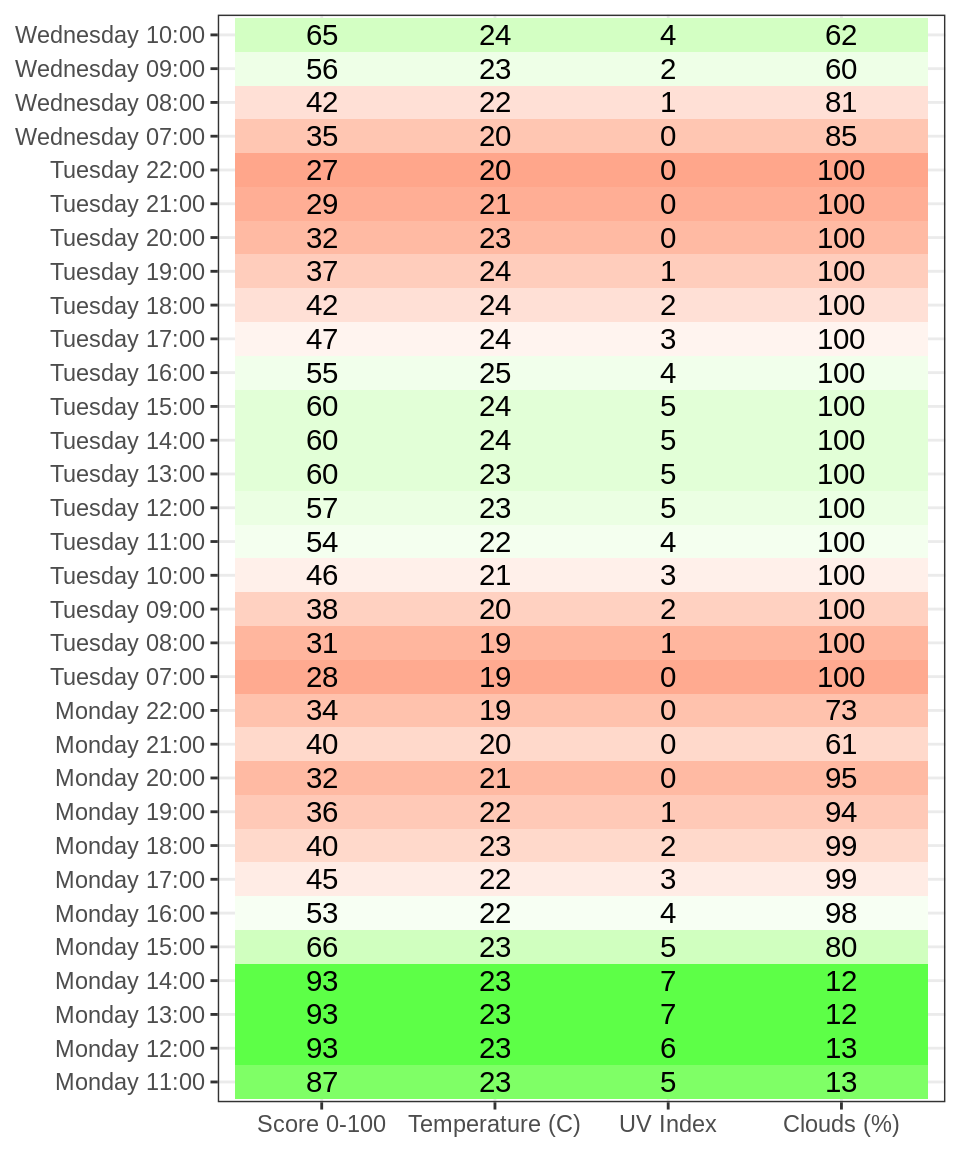 Wednesday 10:00 65 24 4 62
Wednesday 09:00 56 23 2 60
Wednesday 08:00 42 22 1 81
Wednesday 07:00 35 20 0 85
Tuesday 22:00 27 20 0 100
Tuesday 21:00 29 21 0 100
Tuesday 20:00 32 23 0 100
Tuesday 19:00 37 24 1 100
Tuesday 18:00 42 24 2 100
Tuesday 17:00 47 24 3 100
Tuesday 16:00 55 25 4 100
Tuesday 15:00 60 24 5 100
Tuesday 14:00 60 24 5 100
Tuesday 13:00 60 23 5 100
Tuesday 12:00 57 23 5 100
Tuesday 11:00 54 22 4 100
Tuesday 10:00 46 21 3 100
Tuesday 09:00 38 20 2 100
Tuesday 08:00 31 19 1 100
Tuesday 07:00 28 19 0 100
Monday 22:00 34 19 0 73
Monday 21:00 40 20 0 61
Monday 20:00 32 21 0 95
Monday 19:00 36 22 1 94
Monday 18:00 40 23 2 99
Monday 17:00 45 22 3 99
Monday 16:00 53 22 4 98
Monday 15:00 66 23 5 80
Monday 14:00 93 23 7 12
Monday 13:00 93 23 7 12
Monday 12:00 93 23 6 13
Monday 11:00 87 23 5 13
Score 0-100 Temperature (C) UV Index Clouds (%)